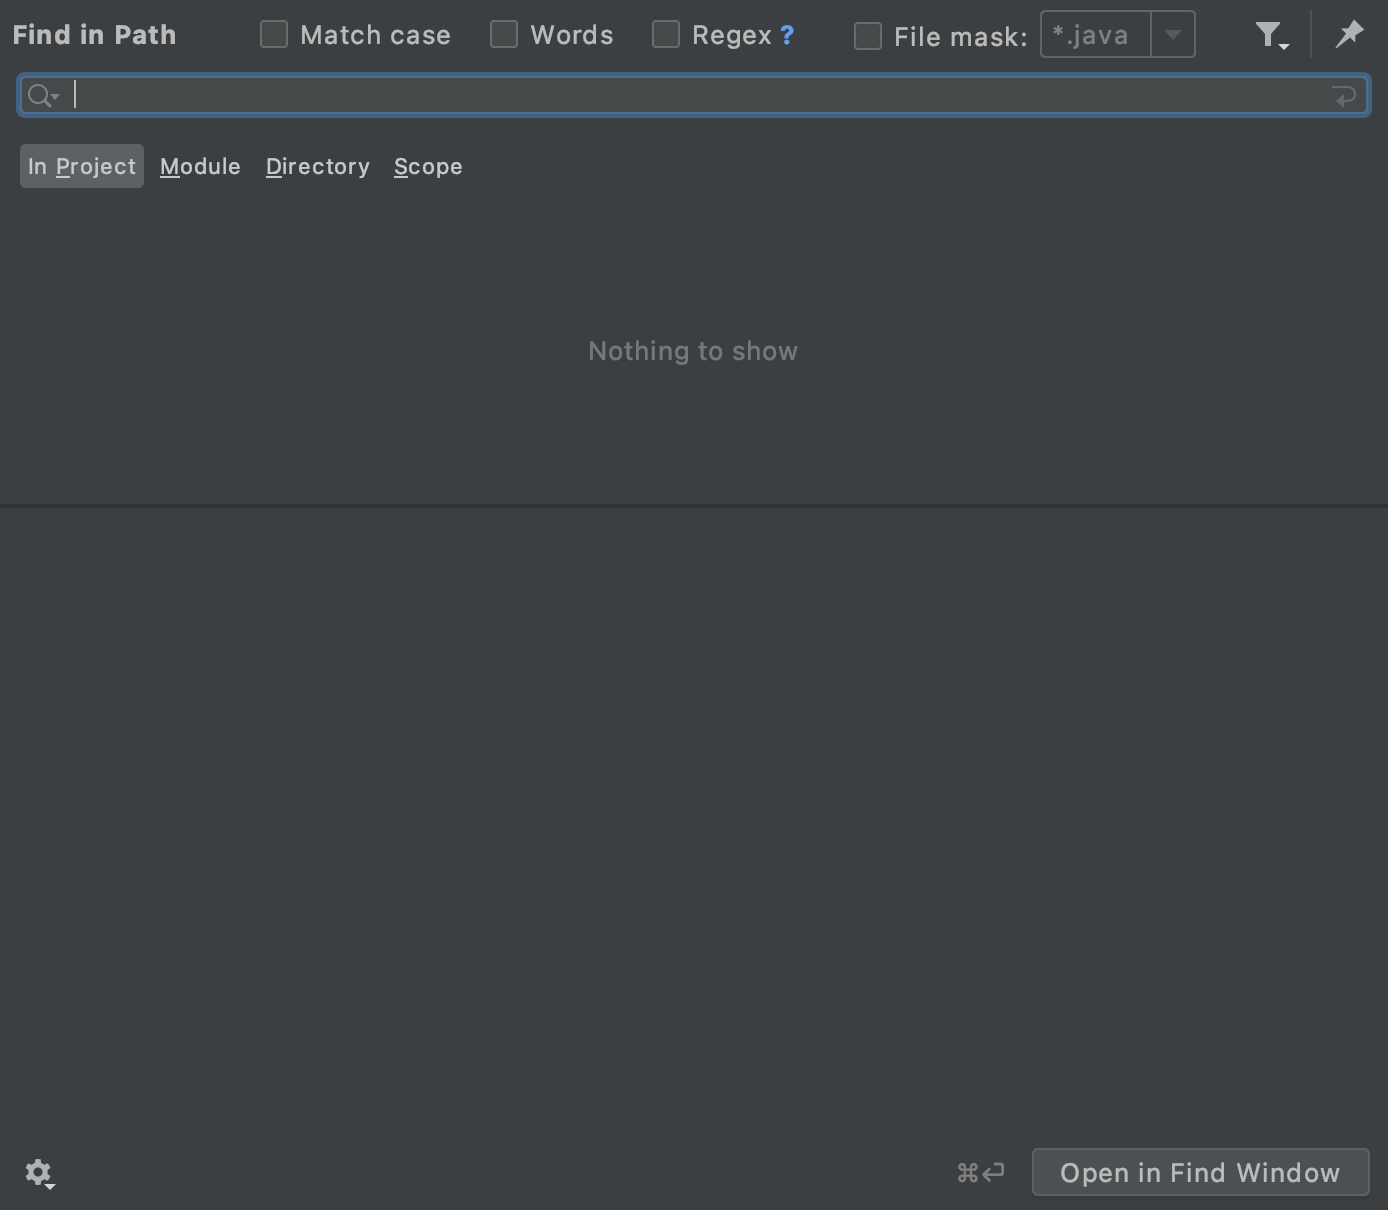 Find in Path Match case Words Regex ? File mask: *.java
In Project Module Directory Scope
Nothing to show
⌘⏎ Open in Find Window